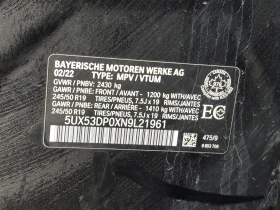 BAYERISCHE MOTOREN WERKE AG
02/22 TYPE: MPV / VTUM
GVWR / PNBV: 2430 kg
GAWR / PNBE: FRONT / AVANT - 1200 kg WITH/AVEC
245/50 R19 TIRES/PNEUS, 7.5J x 19 RIMS/JANTES
GAWR / PNBE: REAR / ARRIÈRE - 1410 kg WITH/AVEC
245/50 R19 TIRES/PNEUS, 7.5J x 19 RIMS/JANTES
5UX53DP0XN9L21961
EC
475/9